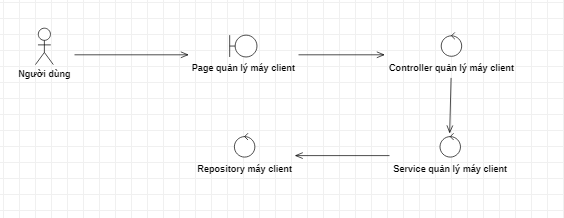 Người dùng
Page quản lý máy client
Controller quản lý máy client
Repository máy client
Service quản lý máy client